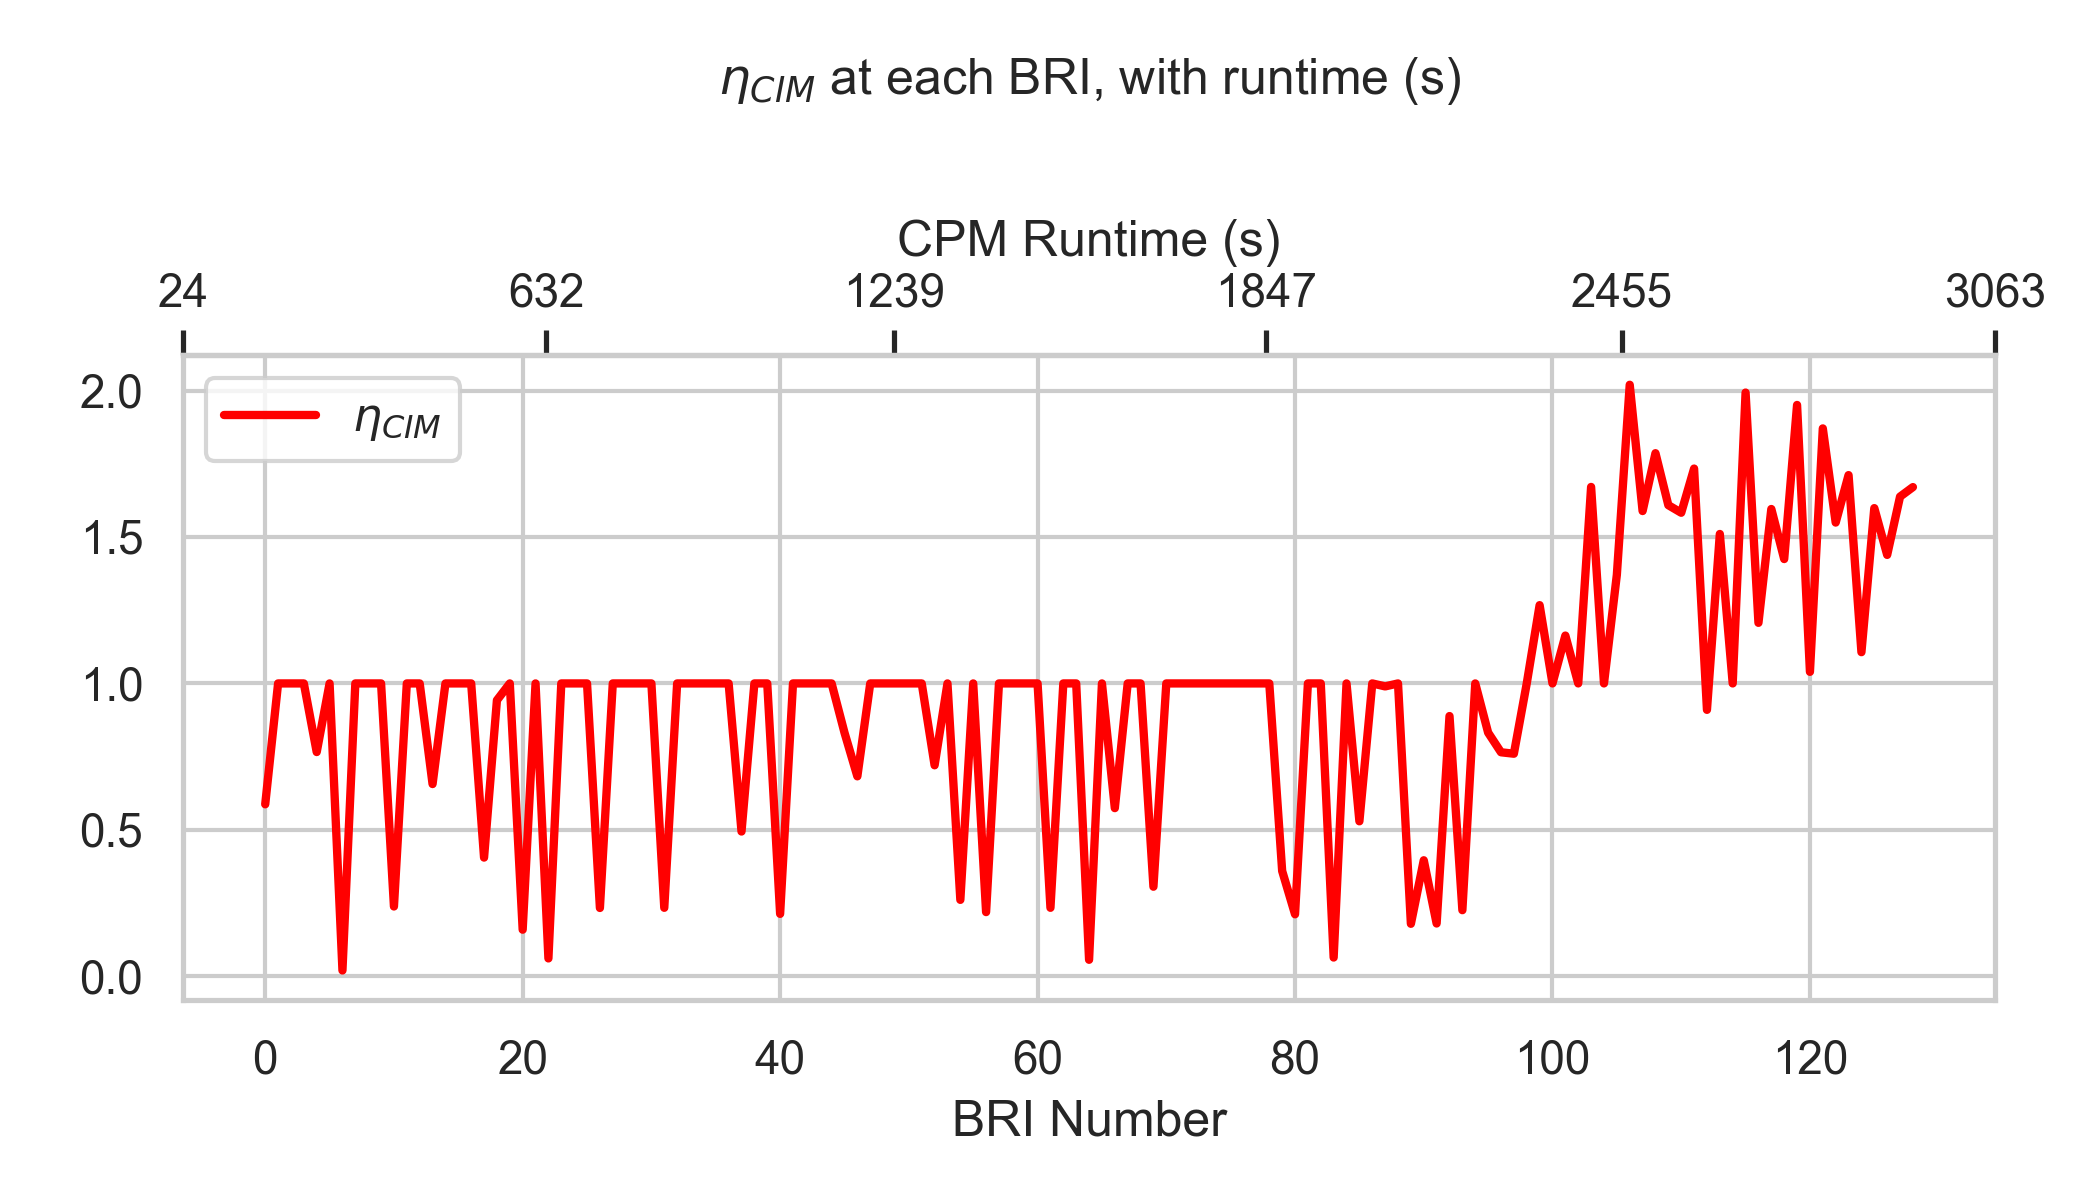 η_CIM at each BRI, with runtime (s)
CPM Runtime (s)
24 632 1239 1847 2455 3063
η_CIM
2.0
1.5
1.0
0.5
0.0
0 20 40 60 80 100 120
BRI Number